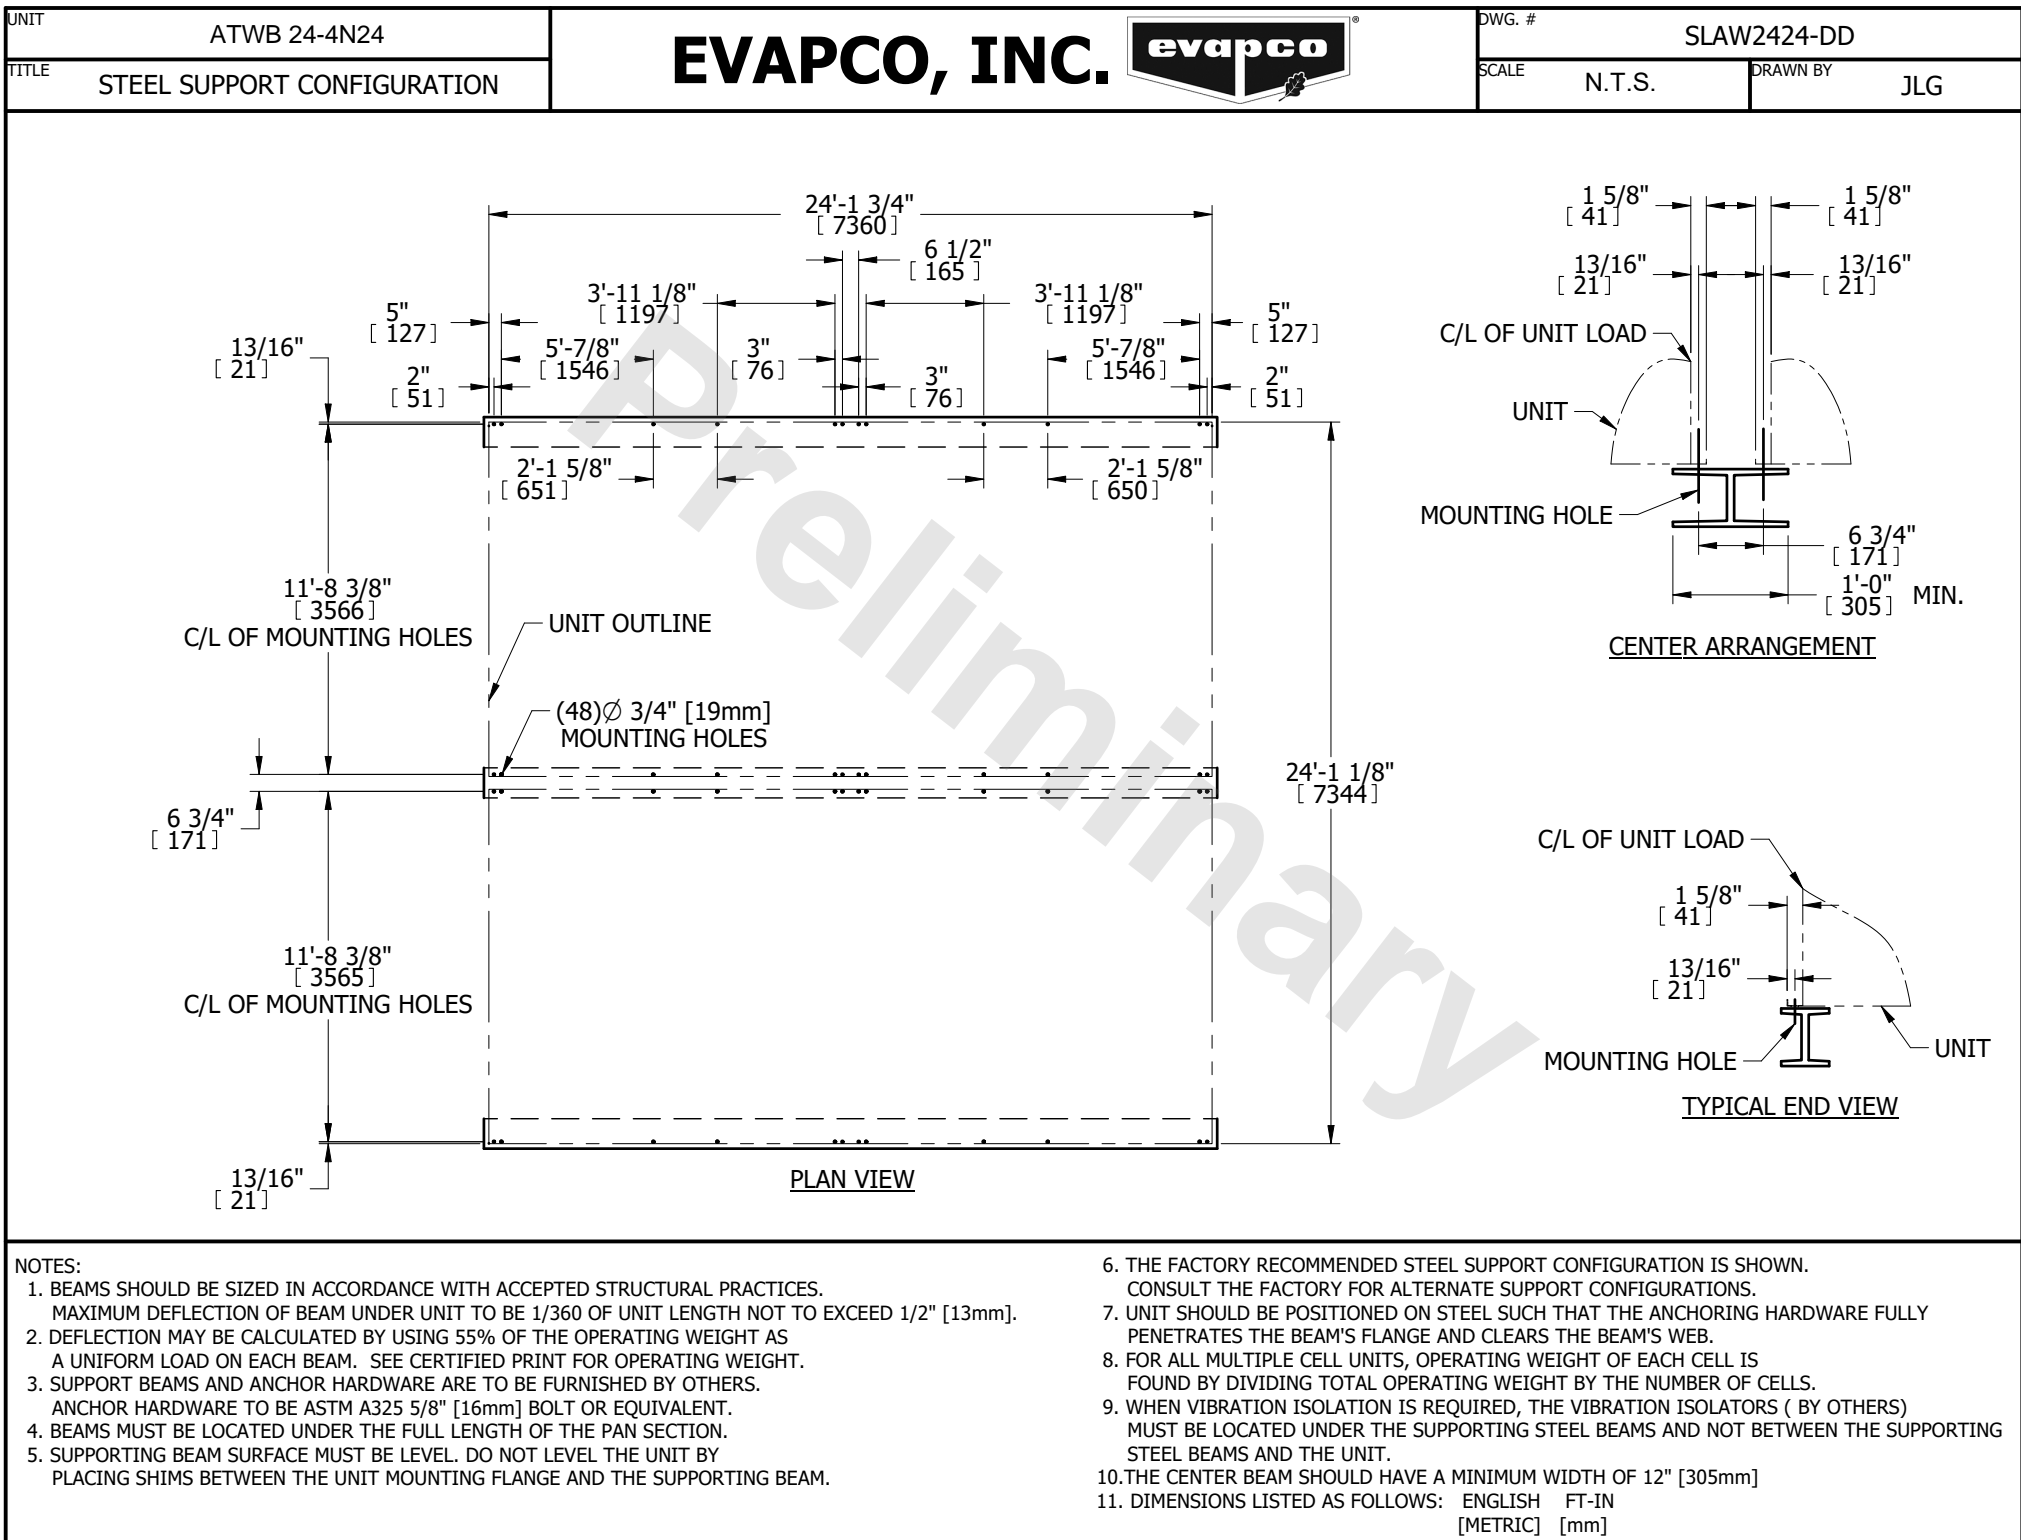 UNIT
ATWB 24-4N24
TITLE
STEEL SUPPORT CONFIGURATION
EVAPCO, INC.
evapco
®
DWG. #
SLAW2424-DD
SCALE
N.T.S.
DRAWN BY
JLG
24'-1 3/4"
[ 7360 ]
6 1/2"
[ 165 ]
3'-11 1/8"
[ 1197 ]
3'-11 1/8"
[ 1197 ]
5"
[ 127 ]
5"
[ 127 ]
13/16"
[ 21 ]
5'-7/8"
[ 1546 ]
3"
[ 76 ]
5'-7/8"
[ 1546 ]
2"
[ 51 ]
3"
[ 76 ]
2"
[ 51 ]
2'-1 5/8"
[ 651 ]
2'-1 5/8"
[ 650 ]
11'-8 3/8"
[ 3566 ]
C/L OF MOUNTING HOLES
UNIT OUTLINE
(48)Ø 3/4" [19mm]
MOUNTING HOLES
6 3/4"
[ 171 ]
24'-1 1/8"
[ 7344 ]
11'-8 3/8"
[ 3565 ]
C/L OF MOUNTING HOLES
13/16"
[ 21 ]
PLAN VIEW
Preliminary
1 5/8"
[ 41 ]
1 5/8"
[ 41 ]
13/16"
[ 21 ]
13/16"
[ 21 ]
C/L OF UNIT LOAD
UNIT
MOUNTING HOLE
6 3/4"
[ 171 ]
1'-0"
[ 305 ] MIN.
CENTER ARRANGEMENT
C/L OF UNIT LOAD
1 5/8"
[ 41 ]
13/16"
[ 21 ]
MOUNTING HOLE
UNIT
TYPICAL END VIEW
NOTES:
1. BEAMS SHOULD BE SIZED IN ACCORDANCE WITH ACCEPTED STRUCTURAL PRACTICES.
MAXIMUM DEFLECTION OF BEAM UNDER UNIT TO BE 1/360 OF UNIT LENGTH NOT TO EXCEED 1/2" [13mm].
2. DEFLECTION MAY BE CALCULATED BY USING 55% OF THE OPERATING WEIGHT AS
A UNIFORM LOAD ON EACH BEAM. SEE CERTIFIED PRINT FOR OPERATING WEIGHT.
3. SUPPORT BEAMS AND ANCHOR HARDWARE ARE TO BE FURNISHED BY OTHERS.
ANCHOR HARDWARE TO BE ASTM A325 5/8" [16mm] BOLT OR EQUIVALENT.
4. BEAMS MUST BE LOCATED UNDER THE FULL LENGTH OF THE PAN SECTION.
5. SUPPORTING BEAM SURFACE MUST BE LEVEL. DO NOT LEVEL THE UNIT BY
PLACING SHIMS BETWEEN THE UNIT MOUNTING FLANGE AND THE SUPPORTING BEAM.
6. THE FACTORY RECOMMENDED STEEL SUPPORT CONFIGURATION IS SHOWN.
CONSULT THE FACTORY FOR ALTERNATE SUPPORT CONFIGURATIONS.
7. UNIT SHOULD BE POSITIONED ON STEEL SUCH THAT THE ANCHORING HARDWARE FULLY
PENETRATES THE BEAM'S FLANGE AND CLEARS THE BEAM'S WEB.
8. FOR ALL MULTIPLE CELL UNITS, OPERATING WEIGHT OF EACH CELL IS
FOUND BY DIVIDING TOTAL OPERATING WEIGHT BY THE NUMBER OF CELLS.
9. WHEN VIBRATION ISOLATION IS REQUIRED, THE VIBRATION ISOLATORS ( BY OTHERS)
MUST BE LOCATED UNDER THE SUPPORTING STEEL BEAMS AND NOT BETWEEN THE SUPPORTING
STEEL BEAMS AND THE UNIT.
10.THE CENTER BEAM SHOULD HAVE A MINIMUM WIDTH OF 12" [305mm]
11. DIMENSIONS LISTED AS FOLLOWS: ENGLISH FT-IN
[METRIC] [mm]